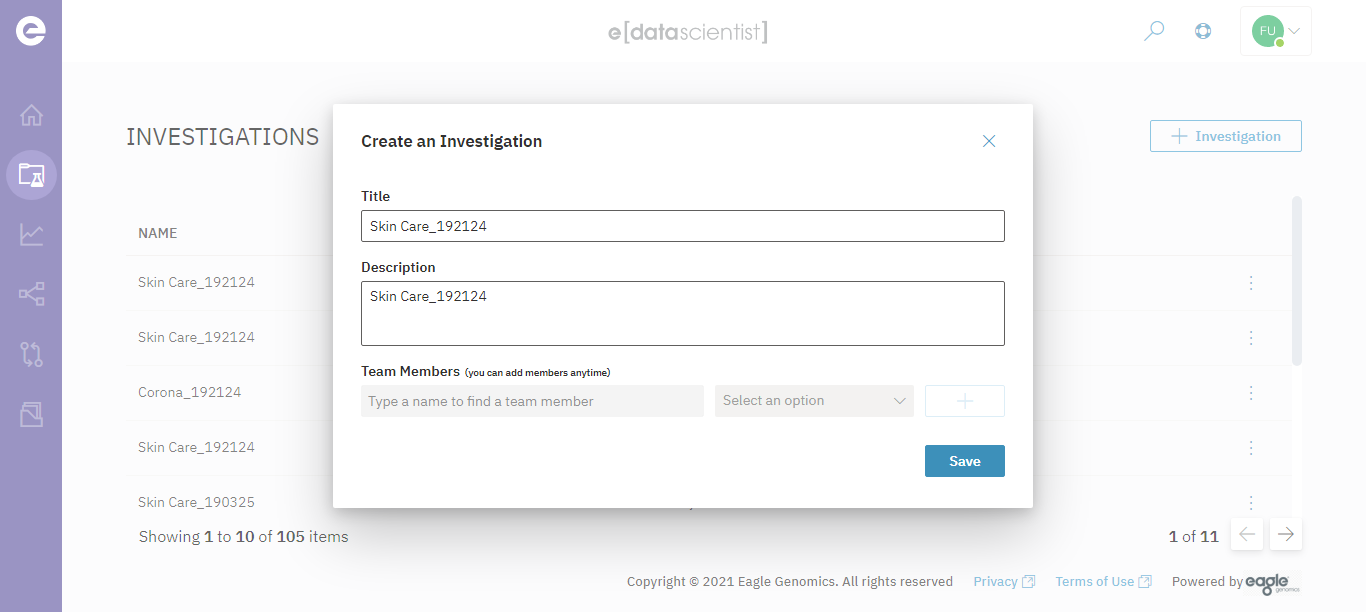 e[datascientist]
FU
INVESTIGATIONS
+ Investigation
NAME
Skin Care_192124
Skin Care_192124
Corona_192124
Skin Care_192124
Skin Care_190325
Create an Investigation
Title
Skin Care_192124
Description
Skin Care_192124
Team Members (you can add members anytime)
Type a name to find a team member
Select an option
Save
Showing 1 to 10 of 105 items
1 of 11
Copyright © 2021 Eagle Genomics. All rights reserved
Privacy
Terms of Use
Powered by eagle genomics